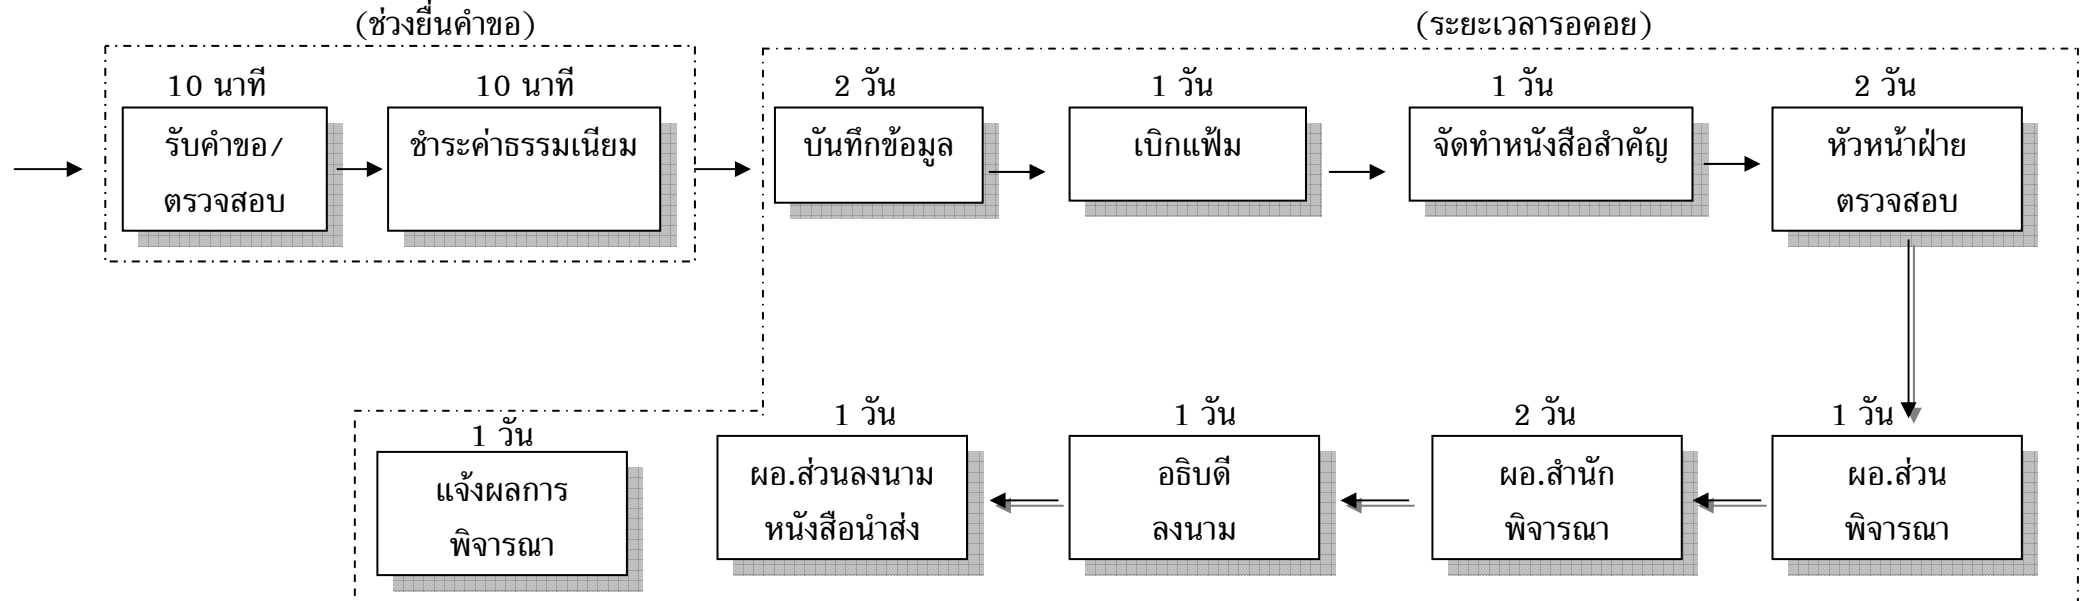 (ช่วงยื่นคำขอ)
(ระยะเวลารอคอย)
10 นาที
รับคำขอ/
ตรวจสอบ
10 นาที
ชำระค่าธรรมเนียม
2 วัน
บันทึกข้อมูล
1 วัน
เบิกแฟ้ม
1 วัน
จัดทำหนังสือสำคัญ
2 วัน
หัวหน้าฝ่าย
ตรวจสอบ
1 วัน
ผอ.ส่วน
พิจารณา
2 วัน
ผอ.สำนัก
พิจารณา
1 วัน
อธิบดี
ลงนาม
1 วัน
ผอ.ส่วนลงนาม
หนังสือนำส่ง
1 วัน
แจ้งผลการ
พิจารณา